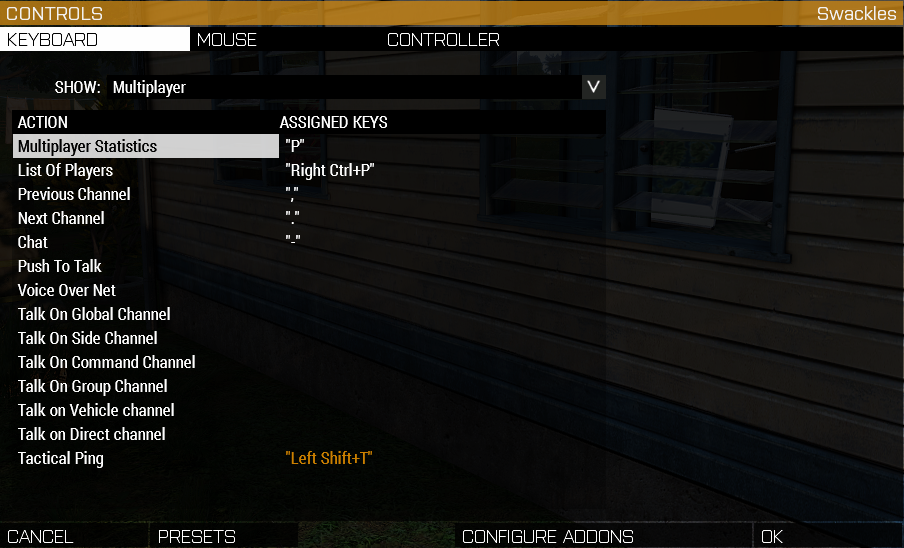 CONTROLS Swackles
KEYBOARD MOUSE CONTROLLER
SHOW: Multiplayer V
ACTION ASSIGNED KEYS
Multiplayer Statistics "P"
List Of Players "Right Ctrl+P"
Previous Channel ","
Next Channel "."
Chat "-"
Push To Talk
Voice Over Net
Talk On Global Channel
Talk On Side Channel
Talk On Command Channel
Talk On Group Channel
Talk on Vehicle channel
Talk on Direct channel
Tactical Ping "Left Shift+T"
CANCEL PRESETS CONFIGURE ADDONS OK